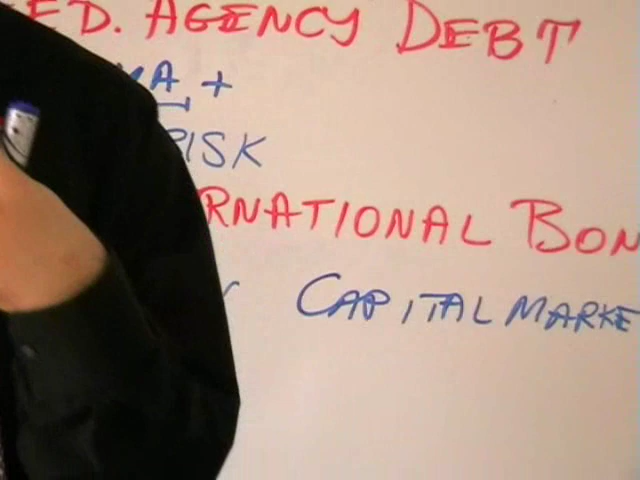 ED. AGENCY DEBT
A +
RISK
RNATIONAL BON
CAPITAL MARKE